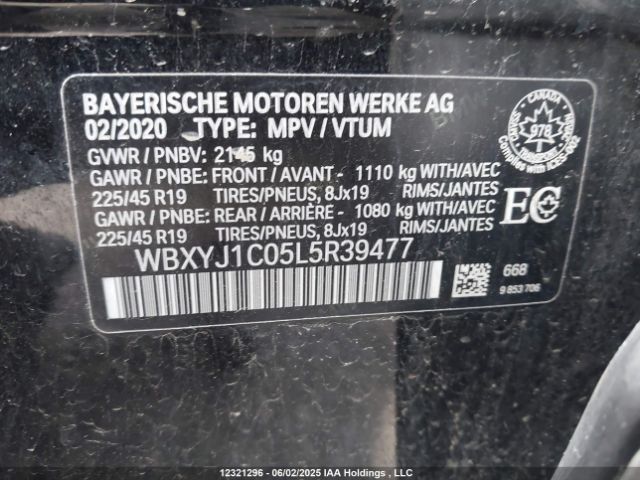 BAYERISCHE MOTOREN WERKE AG
02/2020 TYPE: MPV / VTUM
GVWR / PNBV: 2145 kg
GAWR / PNBE: FRONT / AVANT - 1110 kg WITH/AVEC
225/45 R19 TIRES/PNEUS, 8Jx19 RIMS/JANTES
GAWR / PNBE: REAR / ARRIÈRE - 1080 kg WITH/AVEC
225/45 R19 TIRES/PNEUS, 8Jx19 RIMS/JANTES
WBXYJ1C05L5R39477
CANADA
978
TRANSPORT
EC
668
9 853 706
12321296 - 06/02/2025 IAA Holdings , LLC